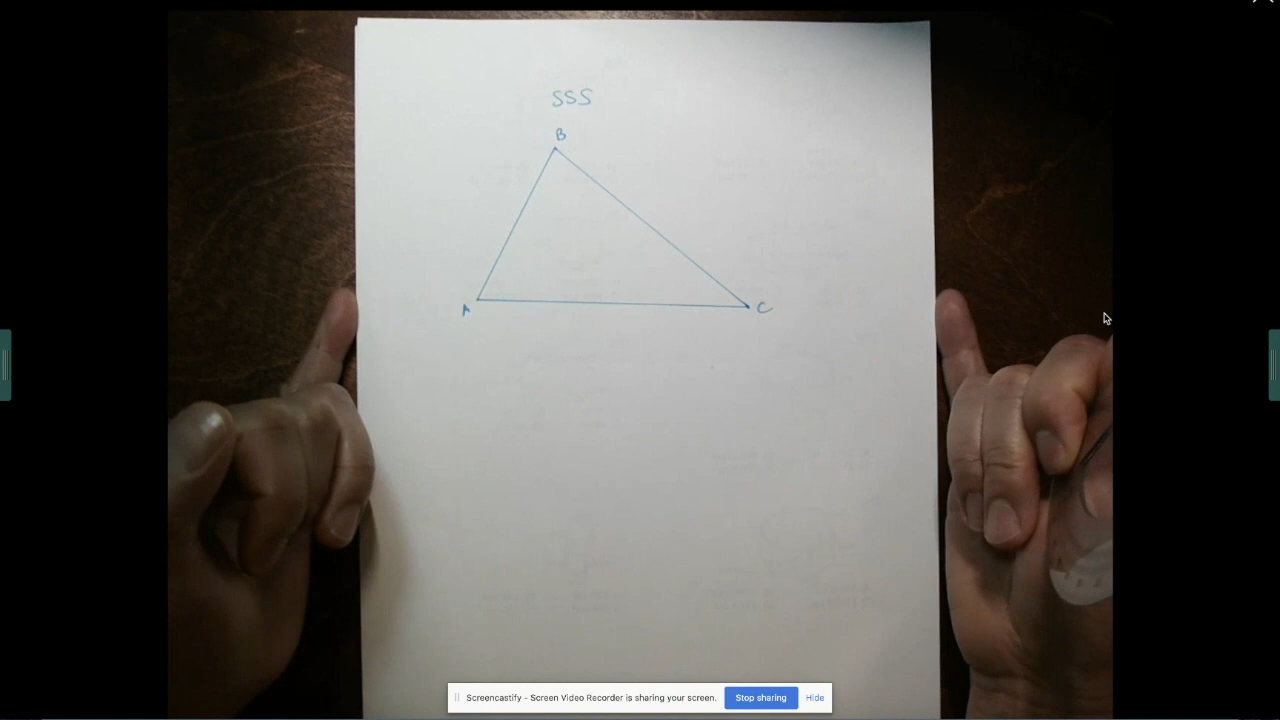 SSS
B
A
C
Screencastify - Screen Video Recorder is sharing your screen. Stop sharing Hide